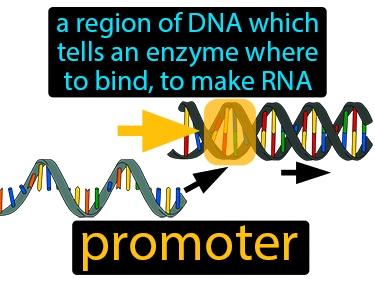 a region of DNA which
tells an enzyme where
to bind, to make RNA
promoter